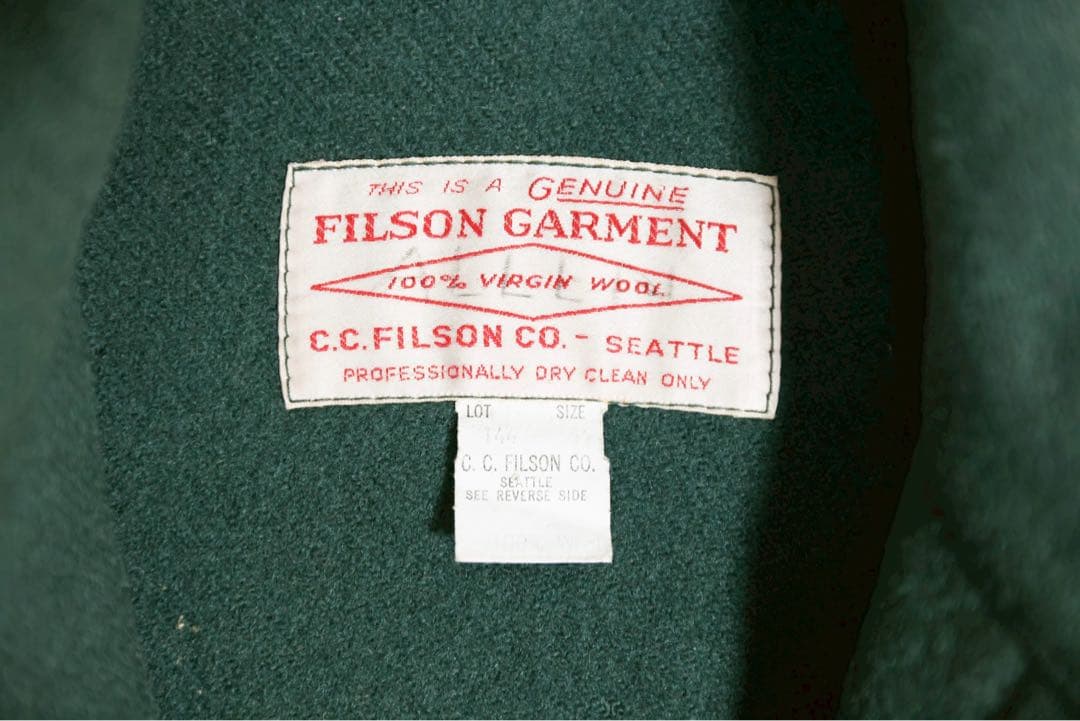 THIS IS A GENUINE
FILSON GARMENT
100% VIRGIN WOOL
C.C. FILSON CO. - SEATTLE
PROFESSIONALLY DRY CLEAN ONLY
LOT SIZE
C. C. FILSON CO.
SEATTLE
SEE REVERSE SIDE